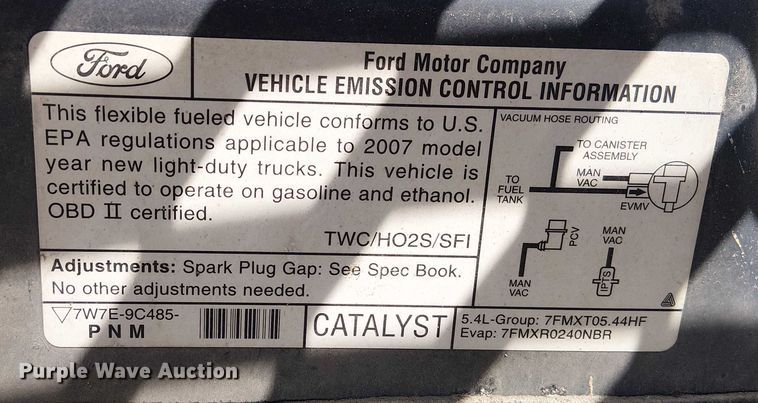 Ford
Ford Motor Company
VEHICLE EMISSION CONTROL INFORMATION
This flexible fueled vehicle conforms to U.S.
EPA regulations applicable to 2007 model
year new light-duty trucks. This vehicle is
certified to operate on gasoline and ethanol.
OBD II certified.
TWC/HO2S/SFI
VACUUM HOSE ROUTING
TO CANISTER
ASSEMBLY
MAN
VAC
TO
FUEL
TANK
EVMV
PCV
MAN
VAC
MAN
VAC
FTPS
Adjustments: Spark Plug Gap: See Spec Book.
No other adjustments needed.
7W7E-9C485-
PNM
CATALYST
5.4L-Group: 7FMXT05.44HF
Evap: 7FMXR0240NBR
Purple Wave Auction